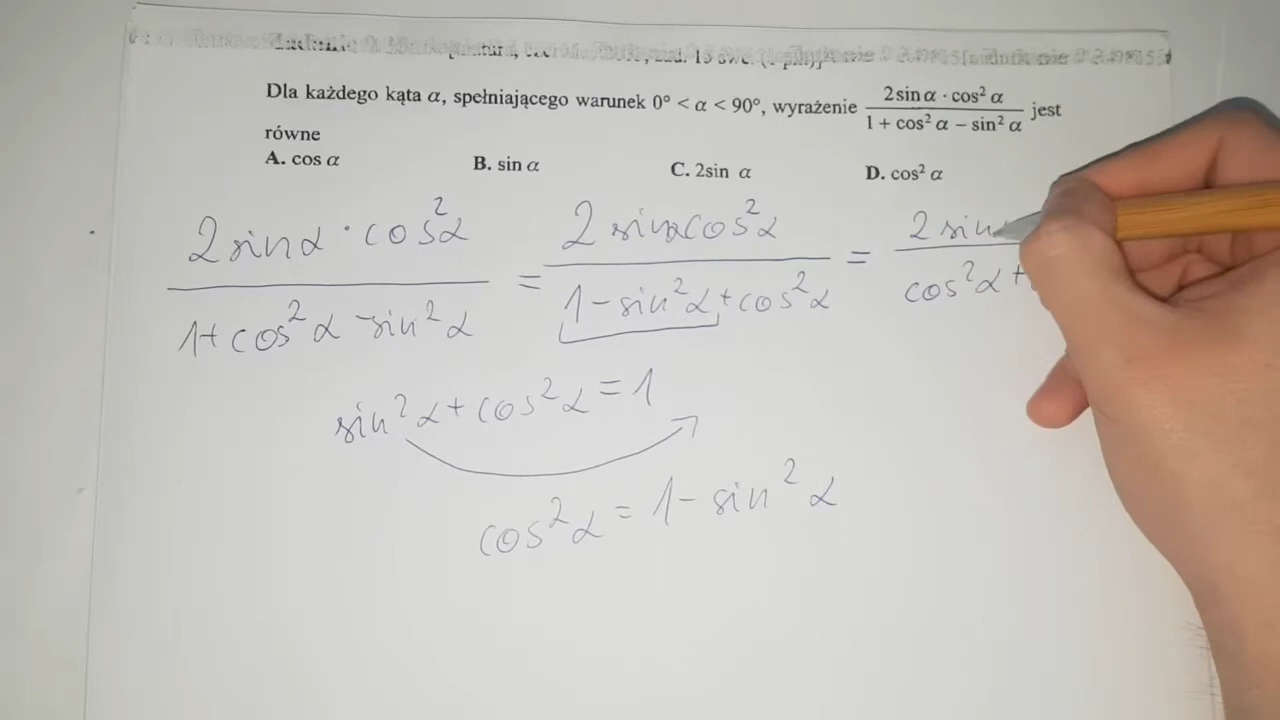 Dla każdego kąta α, spełniającego warunek 0° < α < 90°, wyrażenie (2sin α · cos² α)/(1 + cos² α − sin² α) jest
równe
A. cos α B. sin α C. 2sin α D. cos² α
(2sinα · cos²α)/(1+cos²α − sin²α) = (2sinαcos²α)/(1−sin²α+cos²α) = (2sin)/(cos²α+)
sin²α+cos²α=1
cos²α=1−sin²α